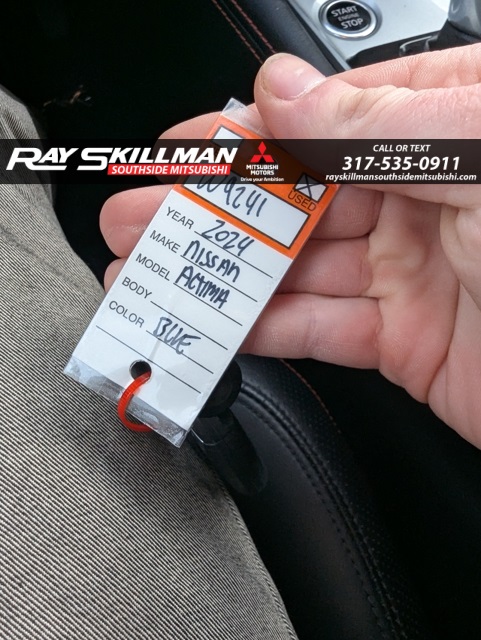 START
ENGINE
STOP
RAY SKILLMAN
SOUTHSIDE MITSUBISHI
MITSUBISHI
MOTORS
Drive your Ambition
CALL OR TEXT
317-535-0911
rayskillmansouthsidemitsubishi.com
W9241
USED
YEAR 2024
MAKE NISSAN
MODEL ALTIMA
BODY
COLOR BLUE